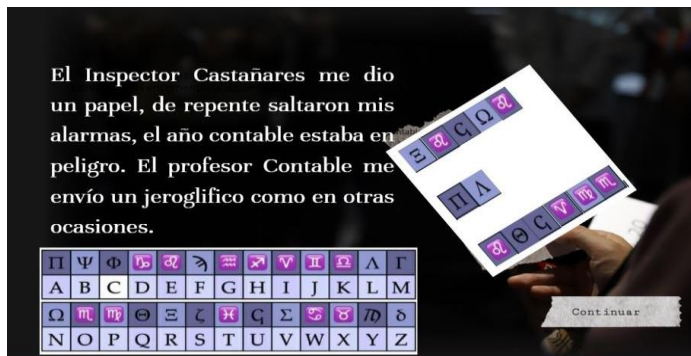 El Inspector Castañares me dio
un papel, de repente saltaron mis
alarmas, el año contable estaba en
peligro. El profesor Contable me
envío un jeroglifico como en otras
ocasiones.
Ξ ♌ Ϛ Ω ♌
Π Λ
♌ Θ Ϛ ♈ ♍ ♏
Π Ψ Φ ♑ ♌ ϡ ♒ ♐ ♈ ♊ ♎ Λ Γ
A B C D E F G H I J K L M
Ω ♏ ♍ Θ Ξ ζ ♓ Ϛ Σ ♋ ♉ δ
N O P Q R S T U V W X Y Z
Continuar